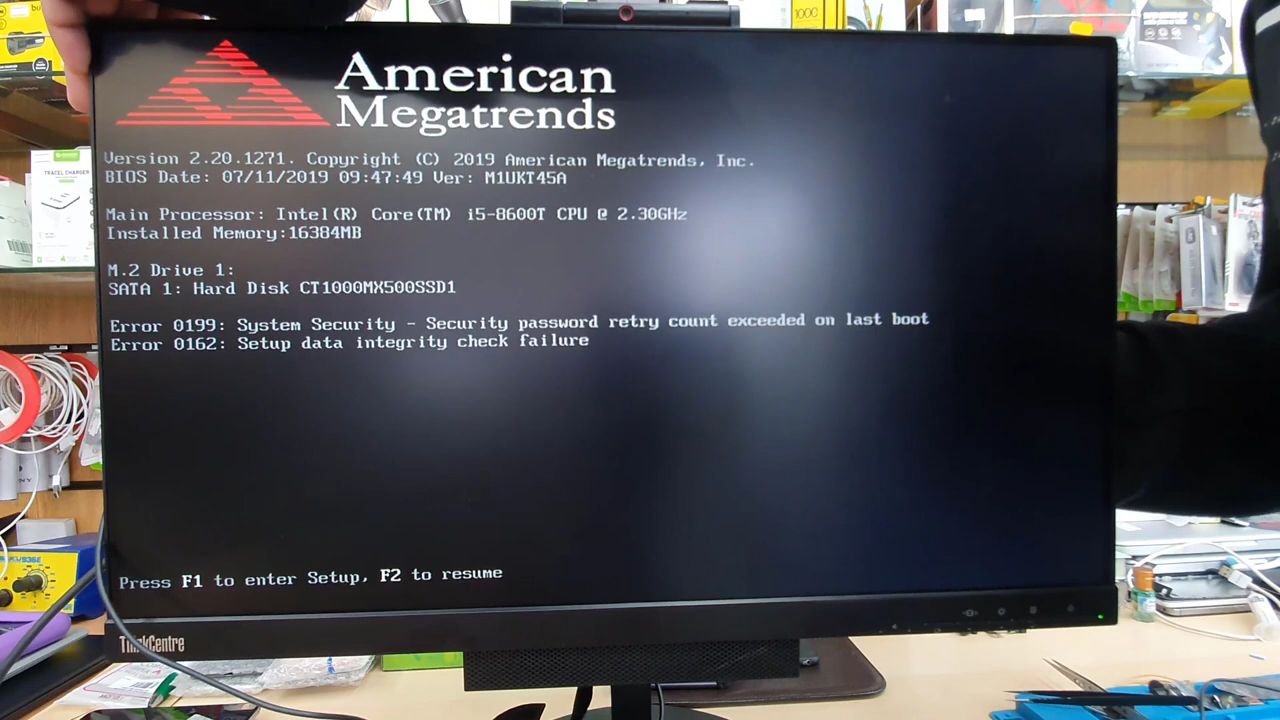 1000
American
Megatrends
Version 2.20.1271. Copyright (C) 2019 American Megatrends, Inc.
BIOS Date: 07/11/2019 09:47:49 Ver: M1UKT45A
TRACEL CHARGER
Main Processor: Intel(R) Core(TM) i5-8600T CPU @ 2.30GHz
Installed Memory:16384MB
M.2 Drive 1:
SATA 1: Hard Disk CT1000MX500SSD1
Error 0199: System Security - Security password retry count exceeded on last boot
Error 0162: Setup data integrity check failure
Press F1 to enter Setup, F2 to resume
ThinkCentre